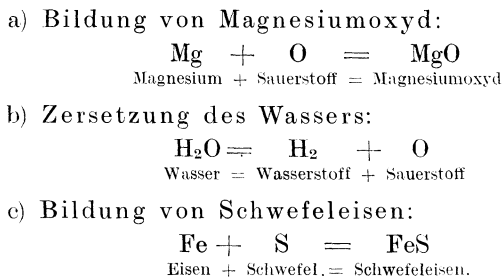 a) Bildung von Magnesiumoxyd:
Mg + O = MgO
Magnesium + Sauerstoff = Magnesiumoxyd
b) Zersetzung des Wassers:
H₂O = H₂ + O
Wasser = Wasserstoff + Sauerstoff
c) Bildung von Schwefeleisen:
Fe + S = FeS
Eisen + Schwefel. = Schwefeleisen.